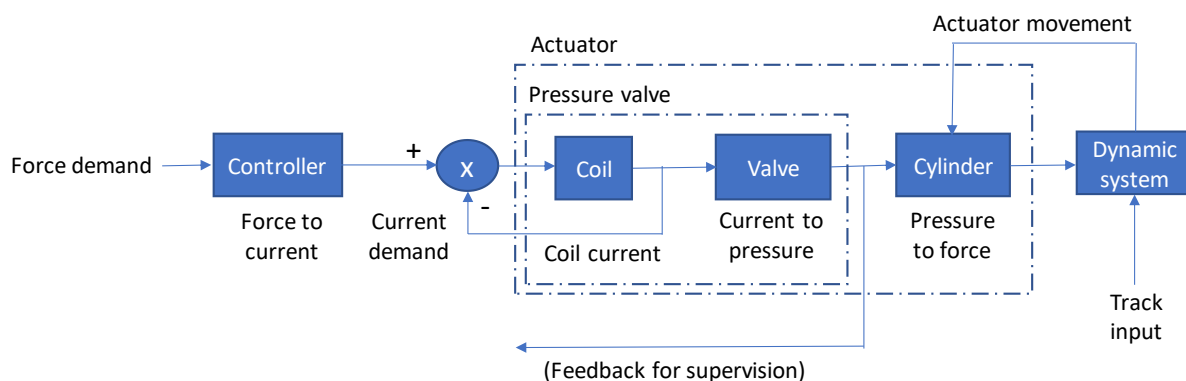 Actuator movement
Actuator
Pressure valve
Force demand
Controller
+
X
-
Coil
Valve
Cylinder
Dynamic
system
Force to
current
Current
demand
Coil current
Current to
pressure
Pressure
to force
Track
input
(Feedback for supervision)